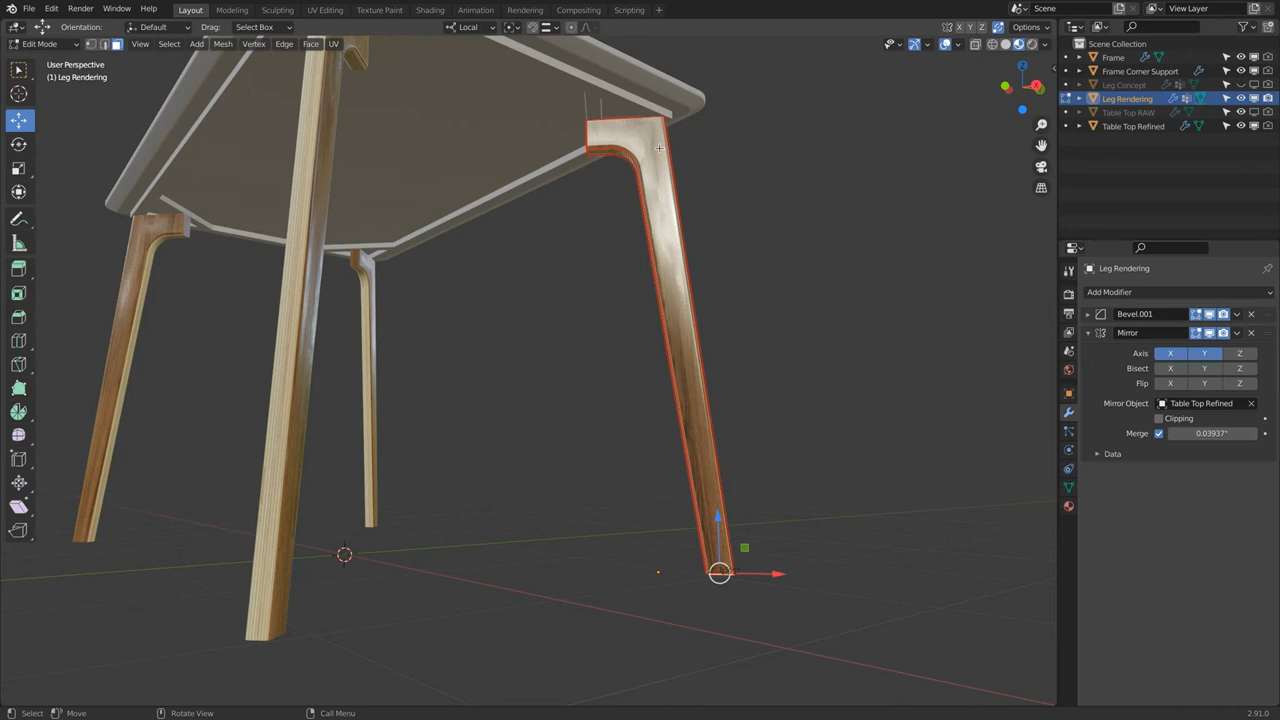 File Edit Render Window Help Layout Modeling Sculpting UV Editing Texture Paint Shading Animation Rendering Compositing Scripting + Scene View Layer
Orientation: Default Drag: Select Box Local X Y Z Options
Edit Mode View Select Add Mesh Vertex Edge Face UV
User Perspective
(1) Leg Rendering
Z
Scene Collection
Frame
Frame Corner Support
Leg Concept
Leg Rendering
Table Top RAW
Table Top Refined
Leg Rendering
Add Modifier
Bevel.001
Mirror
Axis X Y Z
Bisect X Y Z
Flip X Y Z
Mirror Object Table Top Refined
Clipping
Merge 0.03937"
Data
Select Move Rotate View Call Menu 2.91.0